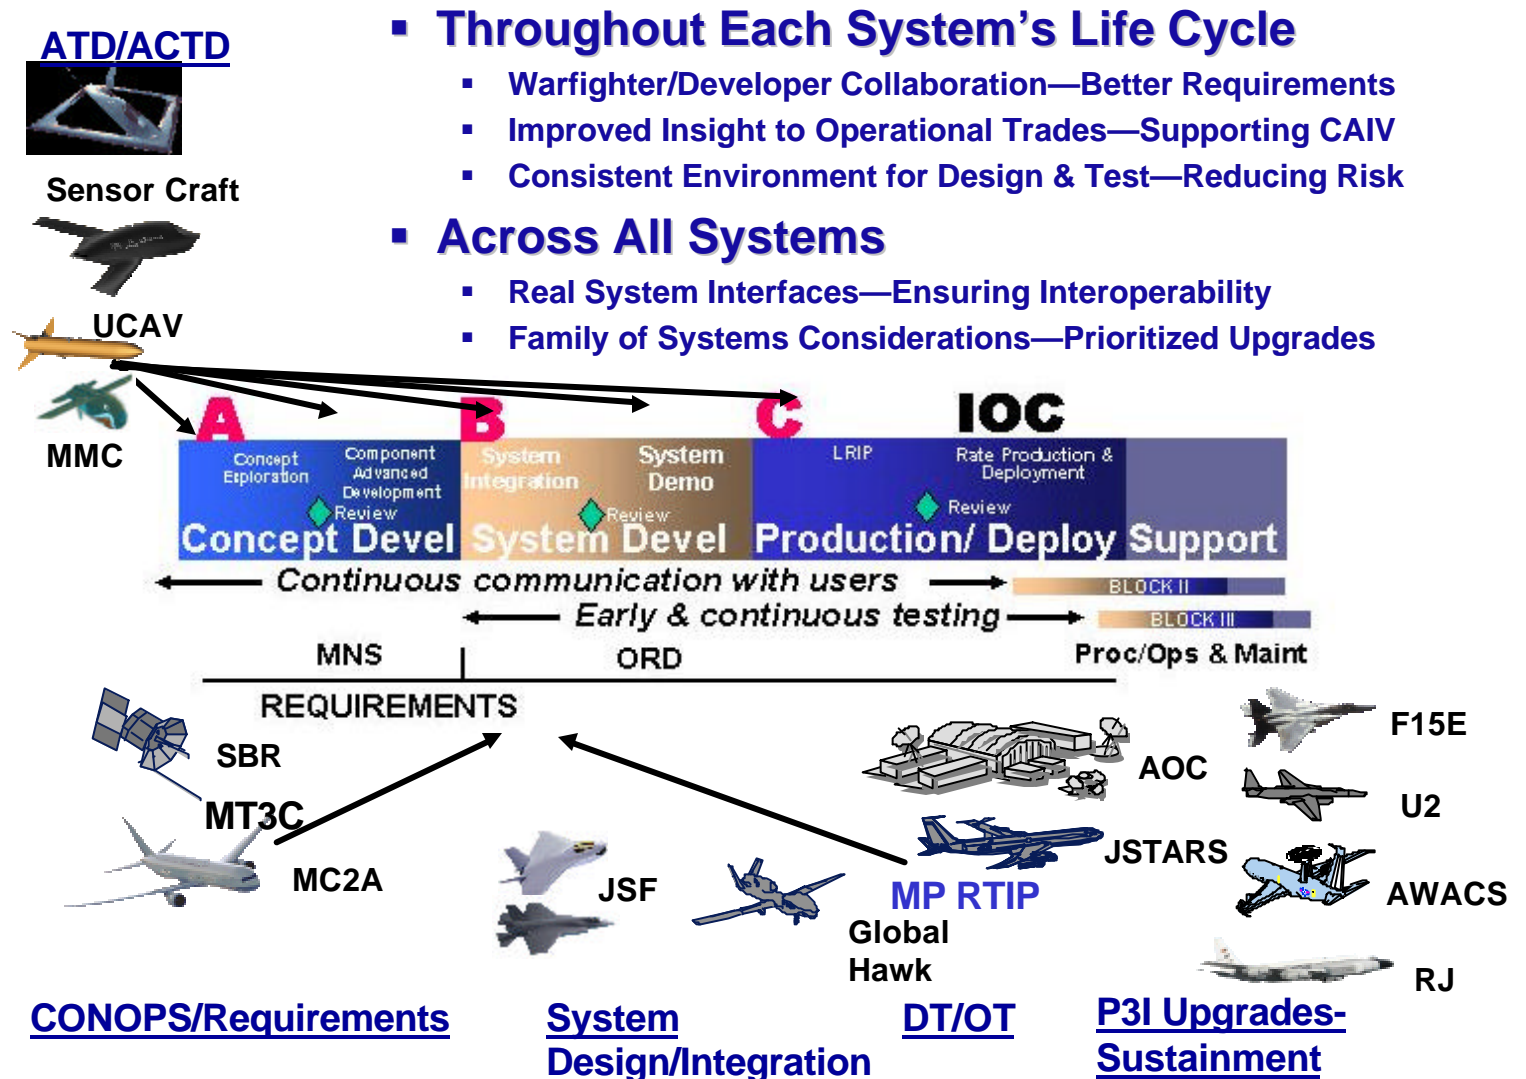 ATD/ACTD
▪ Throughout Each System's Life Cycle
▪ Warfighter/Developer Collaboration—Better Requirements
▪ Improved Insight to Operational Trades—Supporting CAIV
▪ Consistent Environment for Design & Test—Reducing Risk
Sensor Craft
▪ Across All Systems
▪ Real System Interfaces—Ensuring Interoperability
▪ Family of Systems Considerations—Prioritized Upgrades
UCAV
MMC
A
B
C
IOC
Concept
Exploration
Component
Advanced
Development
Review
Concept Devel
System
Integration
System
Demo
Review
System Devel
LRIP
Rate Production &
Deployment
Review
Production/ Deploy
Support
Continuous communication with users
BLOCK II
Early & continuous testing
BLOCK III
MNS
ORD
Proc/Ops & Maint
REQUIREMENTS
SBR
MT3C
MC2A
JSF
Global
Hawk
MP RTIP
JSTARS
AOC
F15E
U2
AWACS
RJ
CONOPS/Requirements
System
Design/Integration
DT/OT
P3I Upgrades-
Sustainment